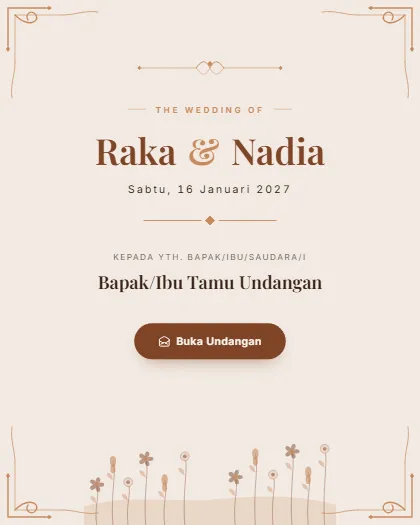 THE WEDDING OF
Raka & Nadia
Sabtu, 16 Januari 2027
KEPADA YTH. BAPAK/IBU/SAUDARA/I
Bapak/Ibu Tamu Undangan
Buka Undangan